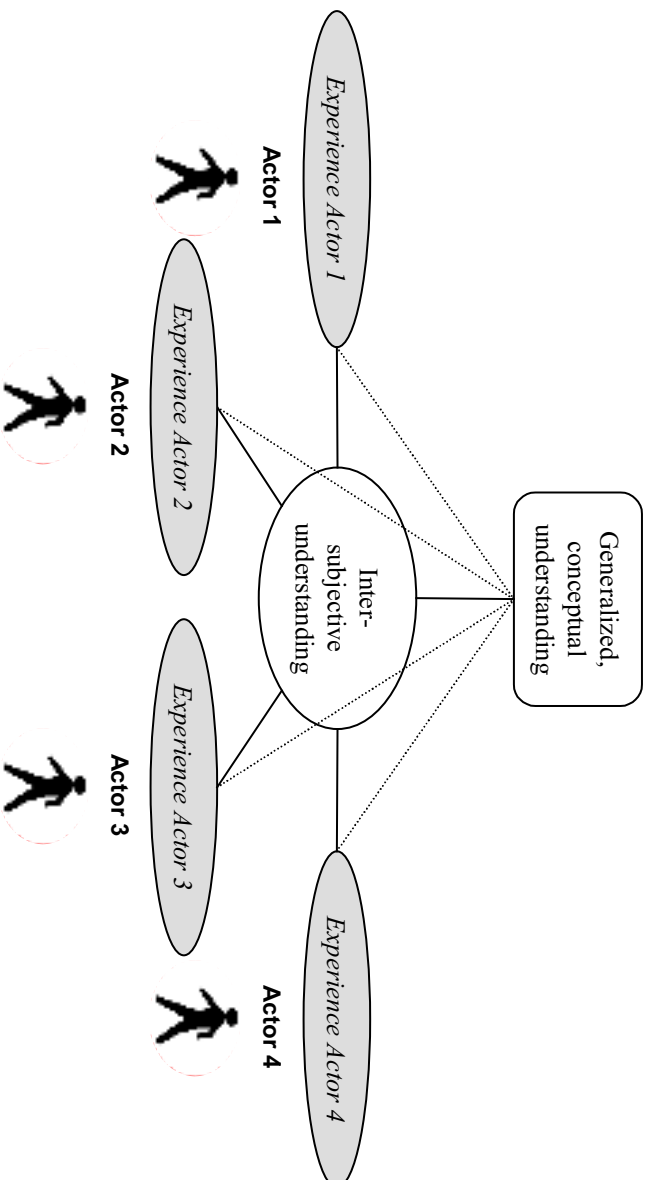 Generalized,
conceptual
understanding
Inter-
subjective
understanding
Experience Actor 1
Actor 1
Experience Actor 2
Actor 2
Experience Actor 3
Actor 3
Experience Actor 4
Actor 4